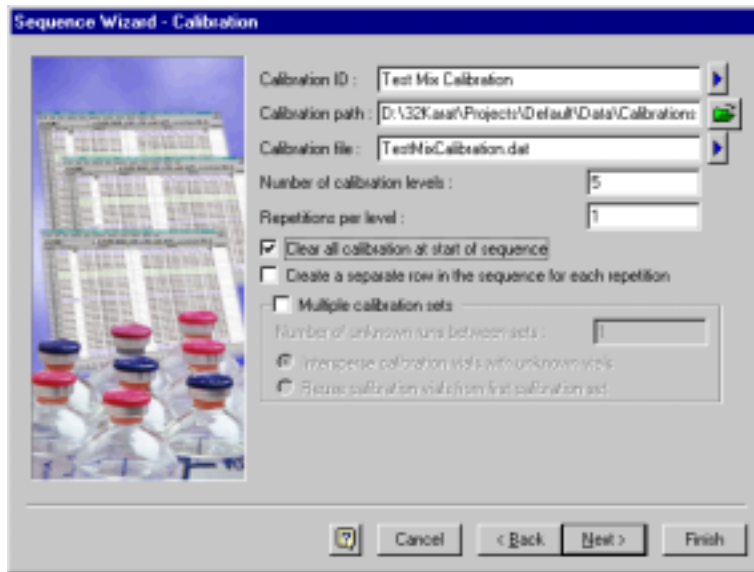 Sequence Wizard - Calibration
Calibration ID : Test Mix Calibration
Calibration path : D:\32Karat\Projects\Default\Data\Calibrations
Calibration file : TestMixCalibration.dat
Number of calibration levels : 5
Repetitions per level : 1
Clear all calibration at start of sequence
Create a separate row in the sequence for each repetition
Multiple calibration sets
Number of unknown runs between sets : 1
Intersperse calibration vials with unknown vials
Reuse calibration vials from first calibration set
Cancel < Back Next > Finish